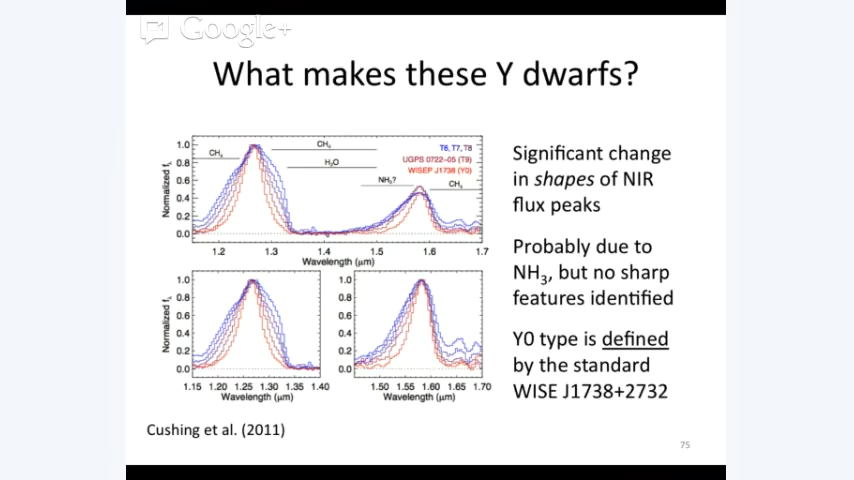 Google+
What makes these Y dwarfs?
CH₄ CH₄ H₂O NH₃? CH₄
T6, T7, T8
UGPS 0722-05 (T9)
WISEP J1738 (Y0)
Normalized fλ
1.0
0.8
0.6
0.4
0.2
0.0
1.2 1.3 1.4 1.5 1.6 1.7
Wavelength (μm)
Normalized fλ
1.0
0.8
0.6
0.4
0.2
0.0
1.15 1.20 1.25 1.30 1.35 1.40
Wavelength (μm)
1.0
0.8
0.6
0.4
0.2
0.0
1.50 1.55 1.60 1.65 1.70
Wavelength (μm)
Significant change
in shapes of NIR
flux peaks
Probably due to
NH₃, but no sharp
features identified
Y0 type is defined
by the standard
WISE J1738+2732
Cushing et al. (2011)
75